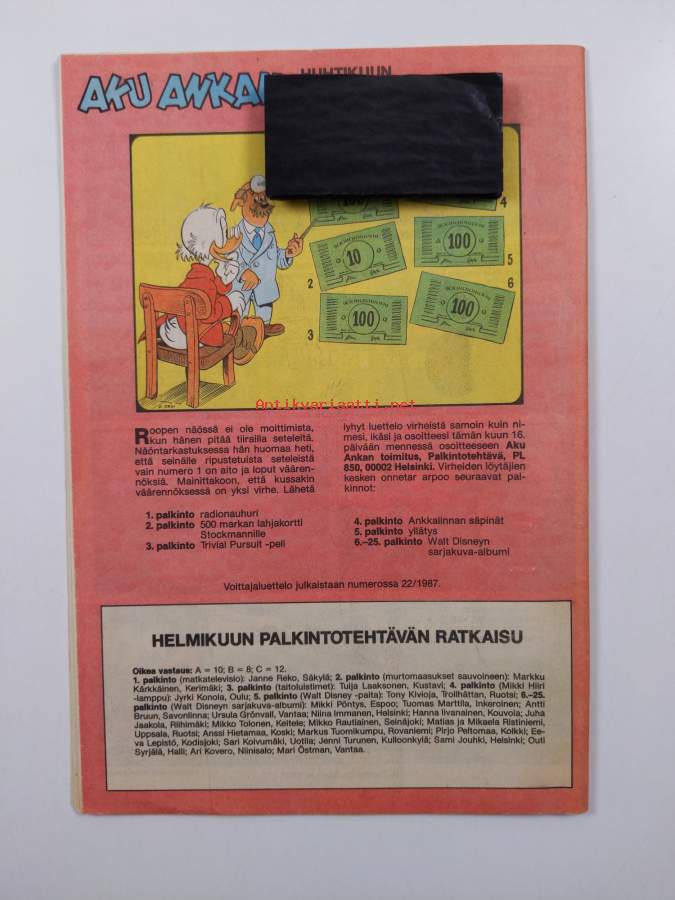 AKU ANKAN HUHTIKUUN
100
4
100
5
10
2
6
100
100
3
Antikvariaatti.net
Roopen näössä ei ole moittimista,
kun hänen pitää tiirailla seteleitä.
Näöntarkastuksessa hän huomaa heti,
että seinälle ripustetuista seteleistä
vain numero 1 on aito ja loput väären-
nöksiä. Mainittakoon, että kussakin
väärennöksessä on yksi virhe. Lähetä
lyhyt luettelo virheistä samoin kuin ni-
mesi, ikäsi ja osoitteesi tämän kuun 16.
päivään mennessä osoitteeseen Aku
Ankan toimitus, Palkintotehtävä, PL
850, 00002 Helsinki. Virheiden löytäjien
kesken onnetar arpoo seuraavat pal-
kinnot:
1. palkinto radionauhuri
2. palkinto 500 markan lahjakortti
Stockmannille
3. palkinto Trivial Pursuit -peli
4. palkinto Ankkalinnan säpinät
5. palkinto yllätys
6.–25. palkinto Walt Disneyn
sarjakuva-albumi
Voittajaluettelo julkaistaan numerossa 22/1987.
HELMIKUUN PALKINTOTEHTÄVÄN RATKAISU
Oikea vastaus: A = 10; B = 8; C = 12.
1. palkinto (matkatelevisio): Janne Reko, Säkylä; 2. palkinto (murtomaasukset sauvoineen): Markku
Kärkkäinen, Kerimäki; 3. palkinto (taitoluistimet): Tuija Laaksonen, Kustavi; 4. palkinto (Mikki Hiiri
-lamppu): Jyrki Konola, Oulu; 5. palkinto (Walt Disney -paita): Tony Kivioja, Trollhättan, Ruotsi; 6.–25.
palkinto (Walt Disneyn sarjakuva-albumi): Mikki Pöntys, Espoo; Tuomas Marttila, Inkeroinen; Antti
Bruun, Savonlinna; Ursula Grönvall, Vantaa; Niina Immanen, Helsinki; Hanna Iivanainen, Kouvola; Juha
Jaakola, Riihimäki; Mikko Tolonen, Keitele; Mikko Rautiainen, Seinäjoki; Matias ja Mikaela Riatiniemi,
Uppsala, Ruotsi; Anssi Hietamaa, Koski; Markus Tuomikumpu, Rovaniemi; Pirjo Peltomaa, Kolkki; Ee-
va Lepistö, Kodisjoki; Sari Koivumäki, Uotila; Jenni Turunen, Kulloonkylä; Sami Jouhki, Helsinki; Outi
Syrjälä, Halli; Ari Kovero, Niinisalo; Mari Östman, Vantaa.